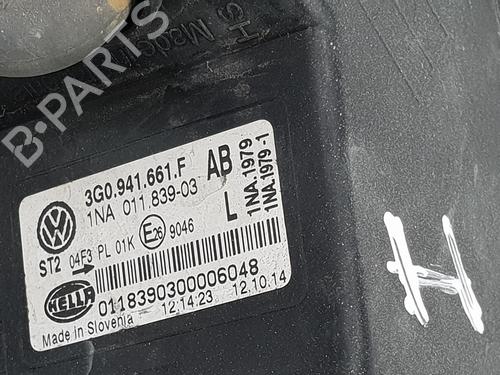 B-PARTS
3G0.941.661.F AB
1NA 011.839-03 L
1NA.1979
1NA.1979-1
ST2 04F3 PL 01K E26 9046
HELLA
0118390300006048
12:14:23 12.10.14
Made in Slovenia
H